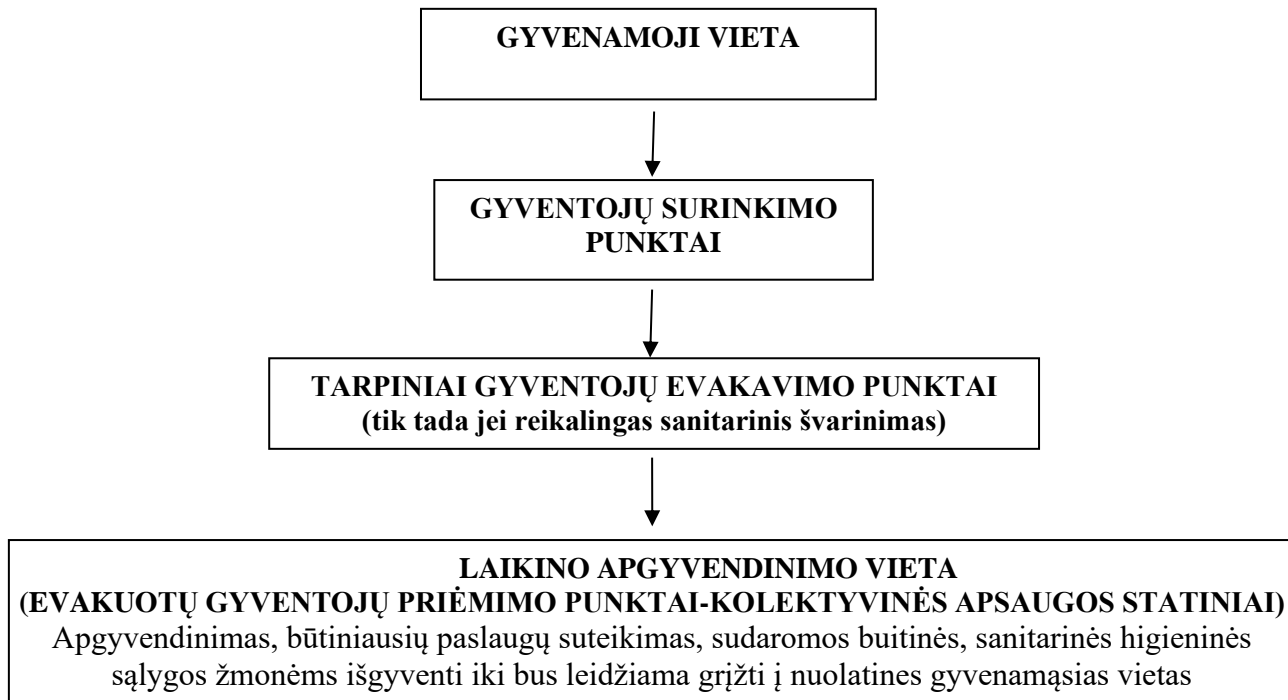 GYVENAMOJI VIETA
GYVENTOJŲ SURINKIMO
PUNKTAI
TARPINIAI GYVENTOJŲ EVAKAVIMO PUNKTAI
(tik tada jei reikalingas sanitarinis švarinimas)
LAIKINO APGYVENDINIMO VIETA
(EVAKUOTŲ GYVENTOJŲ PRIĖMIMO PUNKTAI-KOLEKTYVINĖS APSAUGOS STATINIAI)
Apgyvendinimas, būtiniausių paslaugų suteikimas, sudaromos buitinės, sanitarinės higieninės
sąlygos žmonėms išgyventi iki bus leidžiama grįžti į nuolatines gyvenamąsias vietas